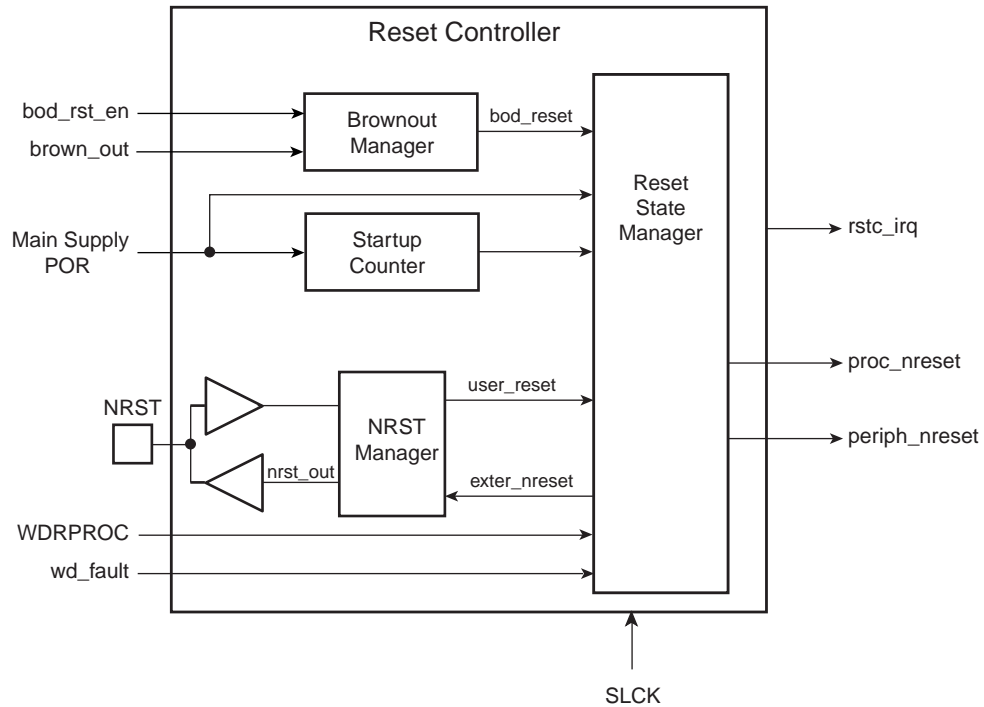 Reset Controller
bod_rst_en
brown_out
Brownout
Manager
bod_reset
Main Supply
POR
Startup
Counter
Reset
State
Manager
rstc_irq
proc_nreset
periph_nreset
NRST
NRST
Manager
user_reset
nrst_out
exter_nreset
WDRPROC
wd_fault
SLCK